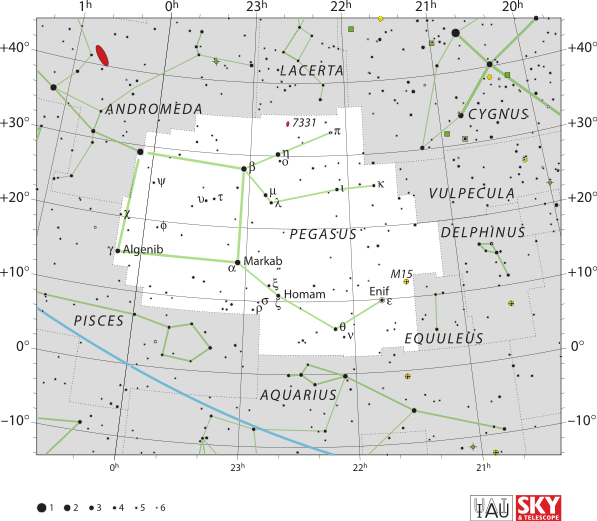 1h 0h 23h 22h 21h 20h
+40° +40°
LACERTA
ANDROMEDA
+30° 7331 π CYGNUS +30°
η
ο
β
ψ μ ι κ
+20° υ τ λ VULPECULA +20°
χ
φ PEGASUS DELPHINUS
γ Algenib
α Markab
+10° M15 +10°
ξ
Homam Enif
σ ζ ε
ρ
PISCES θ EQUULEUS
ν
0° 0°
AQUARIUS
−10° −10°
0h 23h 22h 21h
1 2 3 4 5 6
IAU SKY
& TELESCOPE